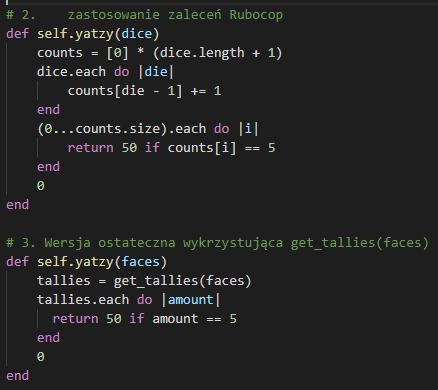 # 2.    zastosowanie zaleceń Rubocop
def self.yatzy(dice)
    counts = [0] * (dice.length + 1)
    dice.each do |die|
        counts[die - 1] += 1
    end
    (0...counts.size).each do |i|
        return 50 if counts[i] == 5
    end
    0
end

# 3. Wersja ostateczna wykrzystująca get_tallies(faces)
def self.yatzy(faces)
    tallies = get_tallies(faces)
    tallies.each do |amount|
      return 50 if amount == 5
    end
    0
end